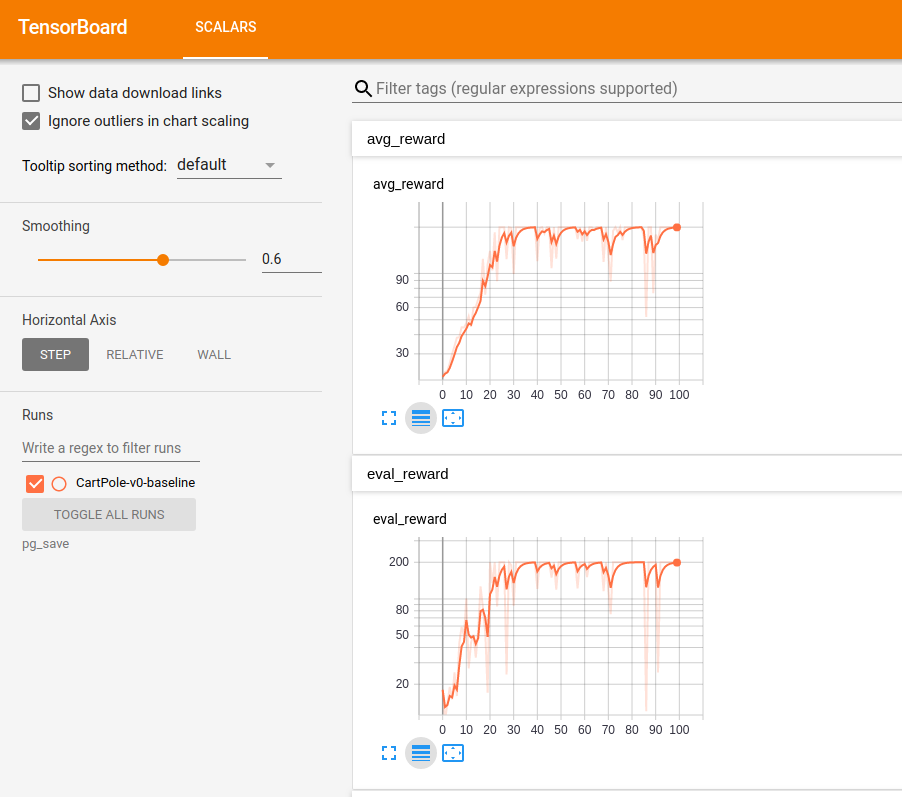 TensorBoard
SCALARS
Show data download links
Ignore outliers in chart scaling
Tooltip sorting method: default
Smoothing
0.6
Horizontal Axis
STEP RELATIVE WALL
Runs
Write a regex to filter runs
CartPole-v0-baseline
TOGGLE ALL RUNS
pg_save
Filter tags (regular expressions supported)
avg_reward
avg_reward
90
60
30
0 10 20 30 40 50 60 70 80 90 100
eval_reward
eval_reward
200
80
50
20
0 10 20 30 40 50 60 70 80 90 100